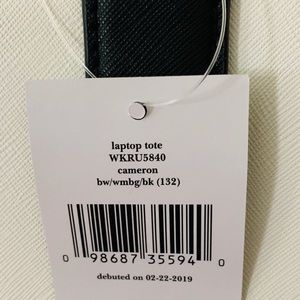 laptop tote
WKRU5840
cameron
bw/wmbg/bk (132)
0 98687 35594 0
debuted on 02-22-2019